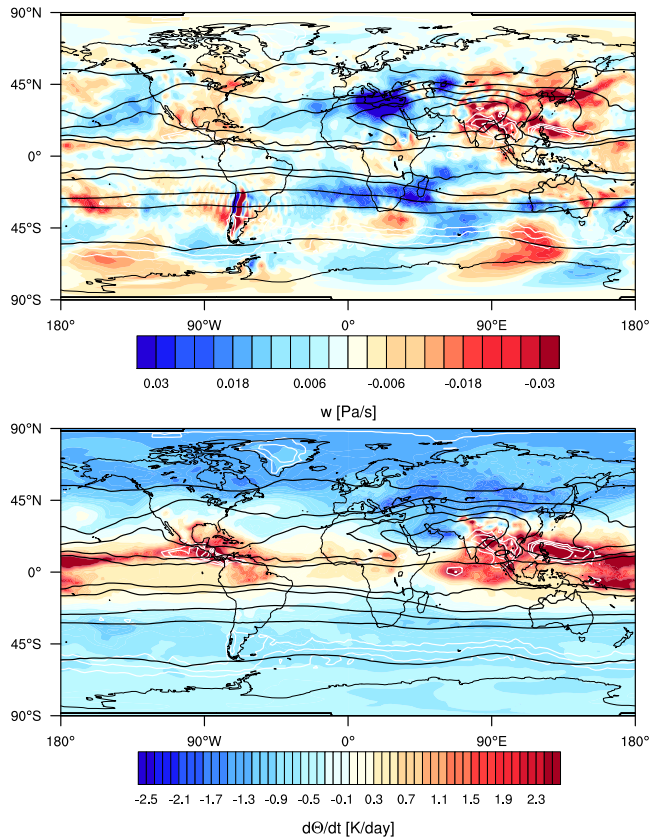 90°N
45°N
0°
45°S
90°S
180° 90°W 0° 90°E 180°
0.03 0.018 0.006 -0.006 -0.018 -0.03
w [Pa/s]
90°N
45°N
0°
45°S
90°S
180° 90°W 0° 90°E 180°
-2.5 -2.1 -1.7 -1.3 -0.9 -0.5 -0.1 0.3 0.7 1.1 1.5 1.9 2.3
dΘ/dt [K/day]